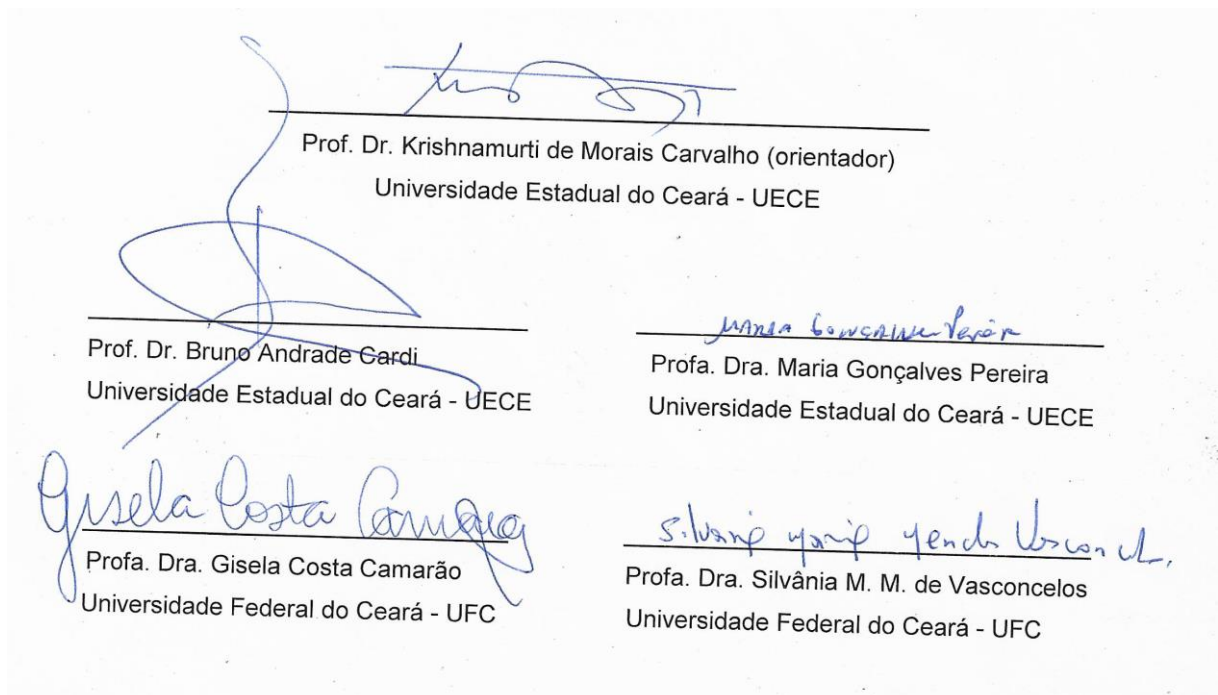 Prof. Dr. Krishnamurti de Morais Carvalho (orientador)
Universidade Estadual do Ceará - UECE
Prof. Dr. Bruno Andrade Cardi
Universidade Estadual do Ceará - UECE
Maria
Profa. Dra. Maria Gonçalves Pereira
Universidade Estadual do Ceará - UECE
Gisela Costa Camarão
Profa. Dra. Gisela Costa Camarão
Universidade Federal do Ceará - UFC
Profa. Dra. Silvânia M. M. de Vasconcelos
Universidade Federal do Ceará - UFC